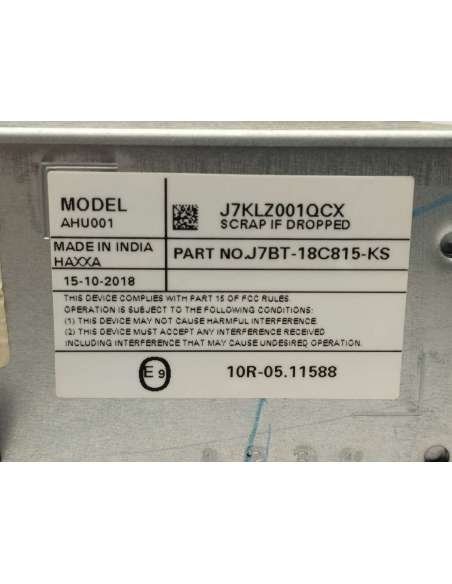 MODEL
AHU001
J7KLZ001QCX
SCRAP IF DROPPED
MADE IN INDIA
HAXXA
PART NO.J7BT-18C815-KS
15-10-2018
THIS DEVICE COMPLIES WITH PART 15 OF FCC RULES.
OPERATION IS SUBJECT TO THE FOLLOWING TWO CONDITIONS:
(1) THIS DEVICE MAY NOT CAUSE HARMFUL INTERFERENCE.
(2) THIS DEVICE MUST ACCEPT ANY INTERFERENCE RECEIVED
INCLUDING INTERFERENCE THAT MAY CAUSE UNDESIRED OPERATION.
E9
10R-05.11588